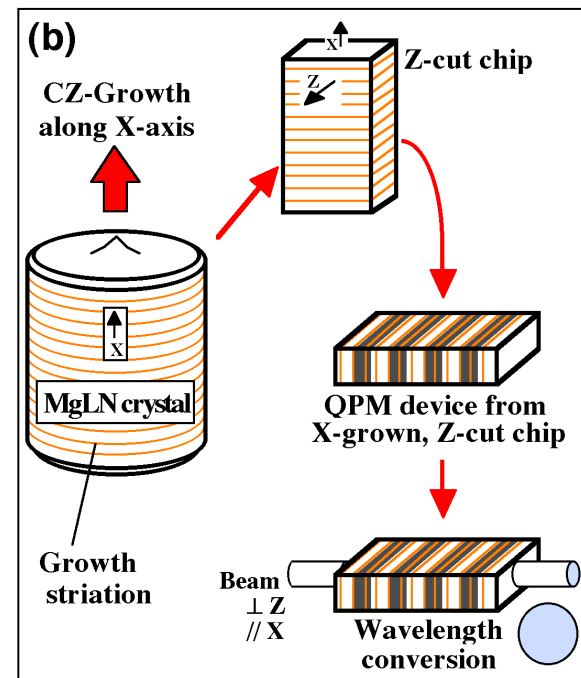 (b)
CZ-Growth
along X-axis
X
Z
Z-cut chip
X
MgLN crystal
Growth
striation
QPM device from
X-grown, Z-cut chip
Beam
⊥ Z
// X
Wavelength
conversion